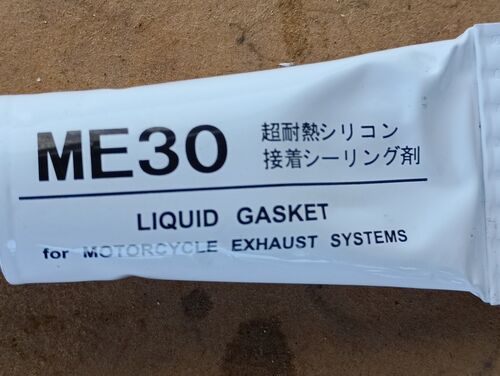 ME30
超耐熱シリコン
接着シーリング剤
LIQUID GASKET
for MOTORCYCLE EXHAUST SYSTEMS